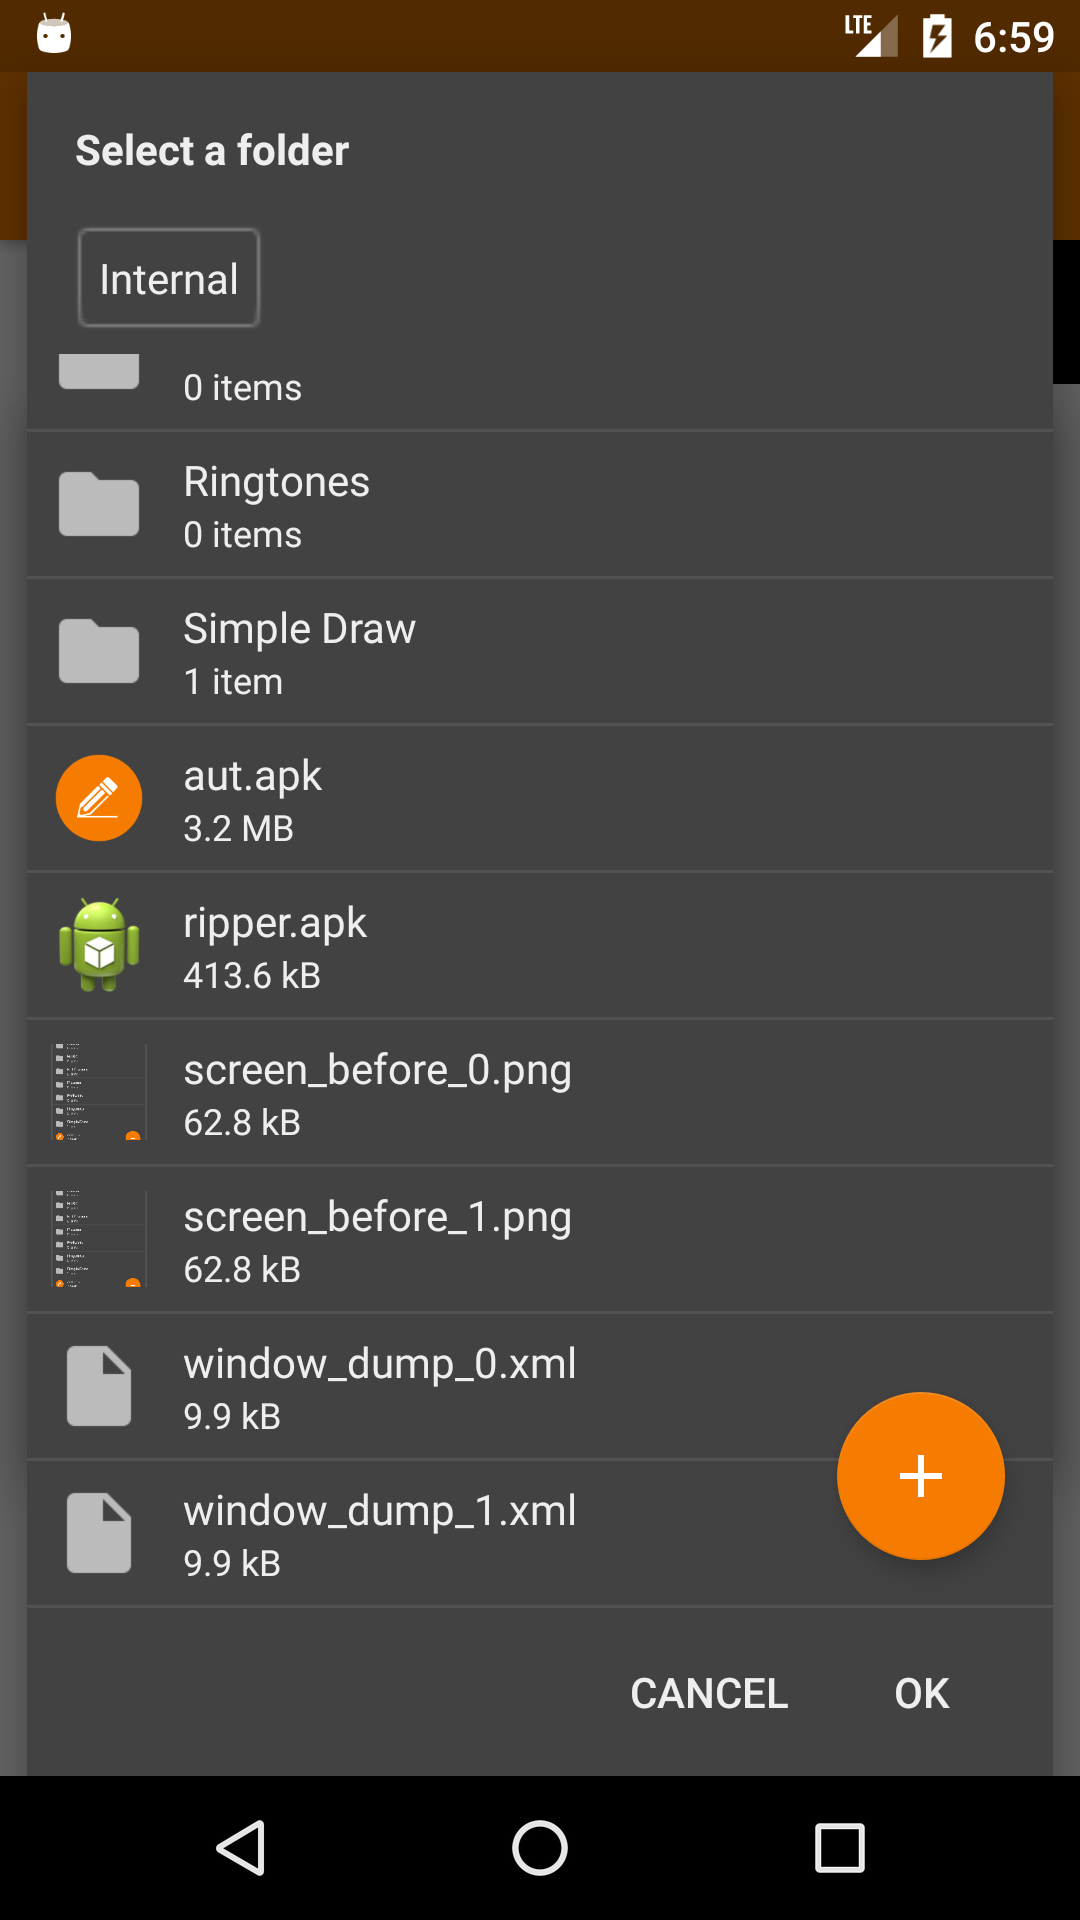 LTE 6:59
Select a folder
Internal
0 items
Ringtones
0 items
Simple Draw
1 item
aut.apk
3.2 MB
ripper.apk
413.6 kB
screen_before_0.png
62.8 kB
screen_before_1.png
62.8 kB
window_dump_0.xml
9.9 kB
window_dump_1.xml
9.9 kB
CANCEL OK